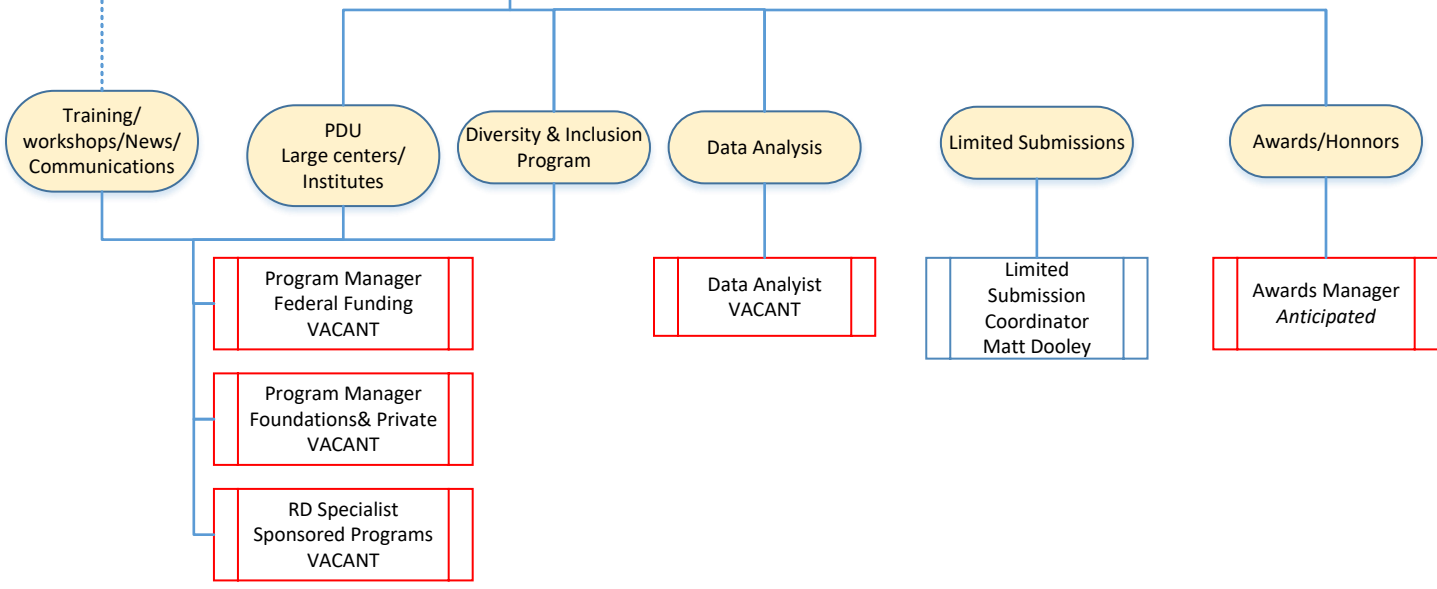 Training/
workshops/News/
Communications
PDU
Large centers/
Institutes
Diversity & Inclusion
Program
Data Analysis
Limited Submissions
Awards/Honnors
Program Manager
Federal Funding
VACANT
Data Analyist
VACANT
Limited
Submission
Coordinator
Matt Dooley
Awards Manager
Anticipated
Program Manager
Foundations& Private
VACANT
RD Specialist
Sponsored Programs
VACANT